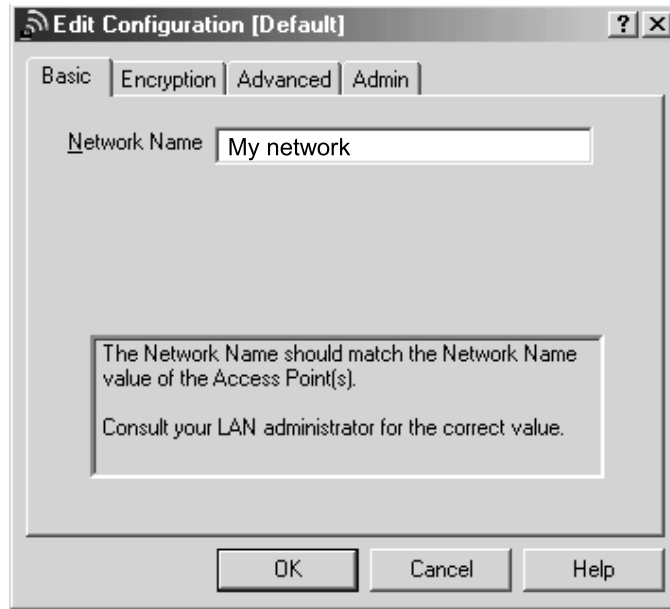 Edit Configuration [Default]
? ×
Basic Encryption Advanced Admin
Network Name My network
The Network Name should match the Network Name
value of the Access Point(s).
Consult your LAN administrator for the correct value.
OK Cancel Help